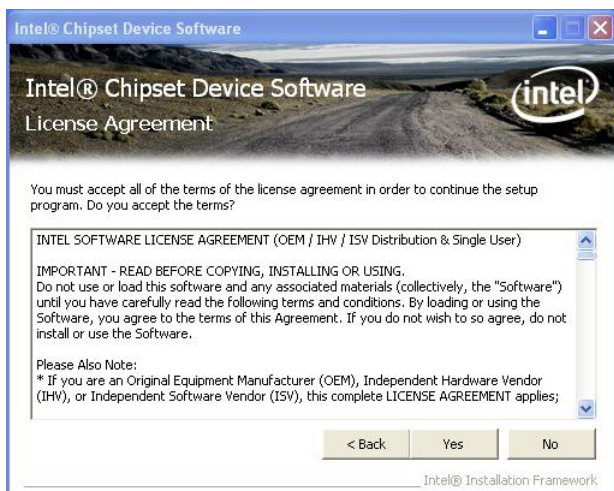 Intel® Chipset Device Software
Intel® Chipset Device Software
intel
License Agreement
You must accept all of the terms of the license agreement in order to continue the setup
program. Do you accept the terms?
INTEL SOFTWARE LICENSE AGREEMENT (OEM / IHV / ISV Distribution & Single User)
IMPORTANT - READ BEFORE COPYING, INSTALLING OR USING.
Do not use or load this software and any associated materials (collectively, the "Software")
until you have carefully read the following terms and conditions. By loading or using the
Software, you agree to the terms of this Agreement. If you do not wish to so agree, do not
install or use the Software.
Please Also Note:
* If you are an Original Equipment Manufacturer (OEM), Independent Hardware Vendor
(IHV), or Independent Software Vendor (ISV), this complete LICENSE AGREEMENT applies;
< Back Yes No
Intel® Installation Framework